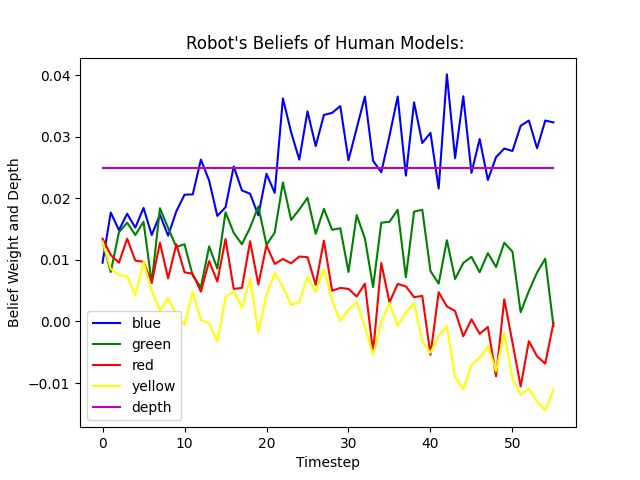 Robot's Beliefs of Human Models:
Belief Weight and Depth
0.04
0.03
0.02
0.01
0.00
−0.01
blue
green
red
yellow
depth
0 10 20 30 40 50
Timestep